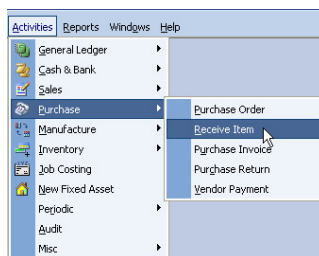 Activities Reports Windows Help
General Ledger
Cash & Bank
Sales
Purchase
Manufacture
Inventory
Job Costing
New Fixed Asset
Periodic
Audit
Misc
Purchase Order
Receive Item
Purchase Invoice
Purchase Return
Vendor Payment